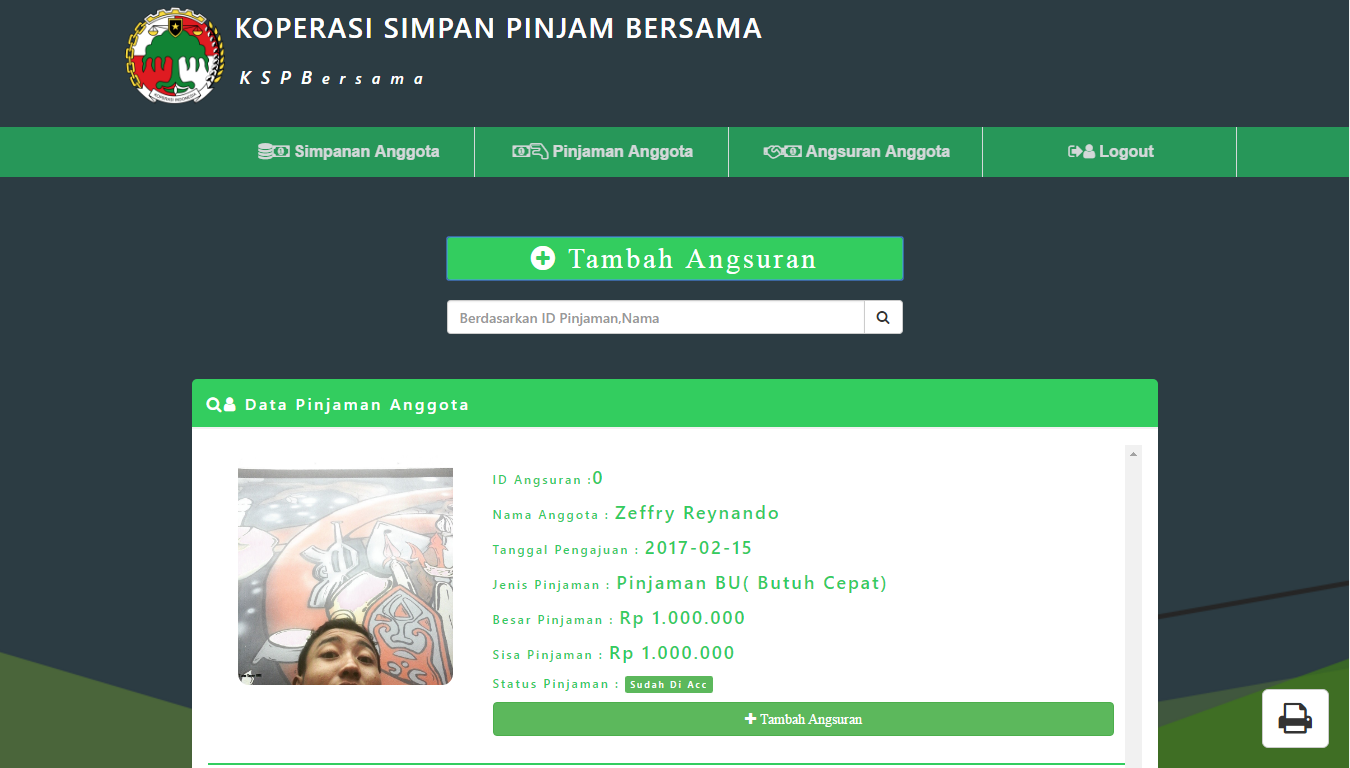 KOPERASI SIMPAN PINJAM BERSAMA
KSPBersama
Simpanan Anggota
Pinjaman Anggota
Angsuran Anggota
Logout
Tambah Angsuran
Berdasarkan ID Pinjaman,Nama
Data Pinjaman Anggota
ID Angsuran :0
Nama Anggota : Zeffry Reynando
Tanggal Pengajuan : 2017-02-15
Jenis Pinjaman : Pinjaman BU( Butuh Cepat)
Besar Pinjaman : Rp 1.000.000
Sisa Pinjaman : Rp 1.000.000
Status Pinjaman : Sudah Di Acc
Tambah Angsuran